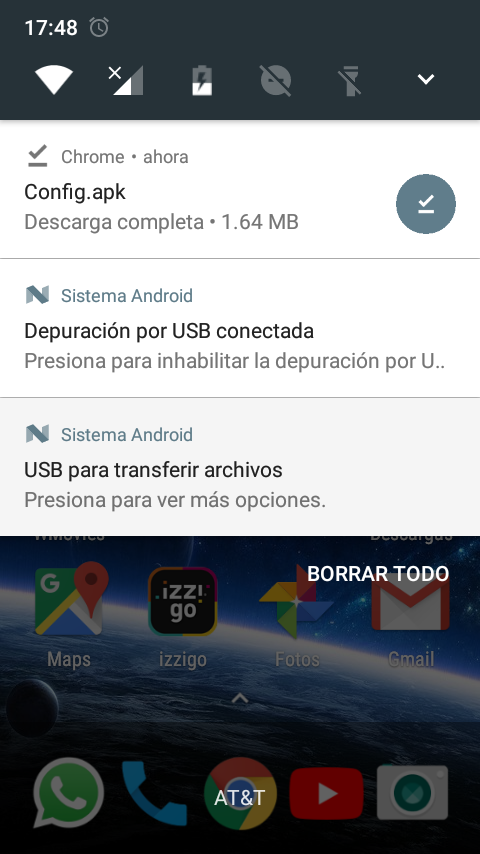 17:48
Chrome • ahora
Config.apk
Descarga completa • 1.64 MB
Sistema Android
Depuración por USB conectada
Presiona para inhabilitar la depuración por U..
Sistema Android
USB para transferir archivos
Presiona para ver más opciones.
Descargas
BORRAR TODO
G
izzi
go
Maps
izzigo
Fotos
Gmail
AT&T